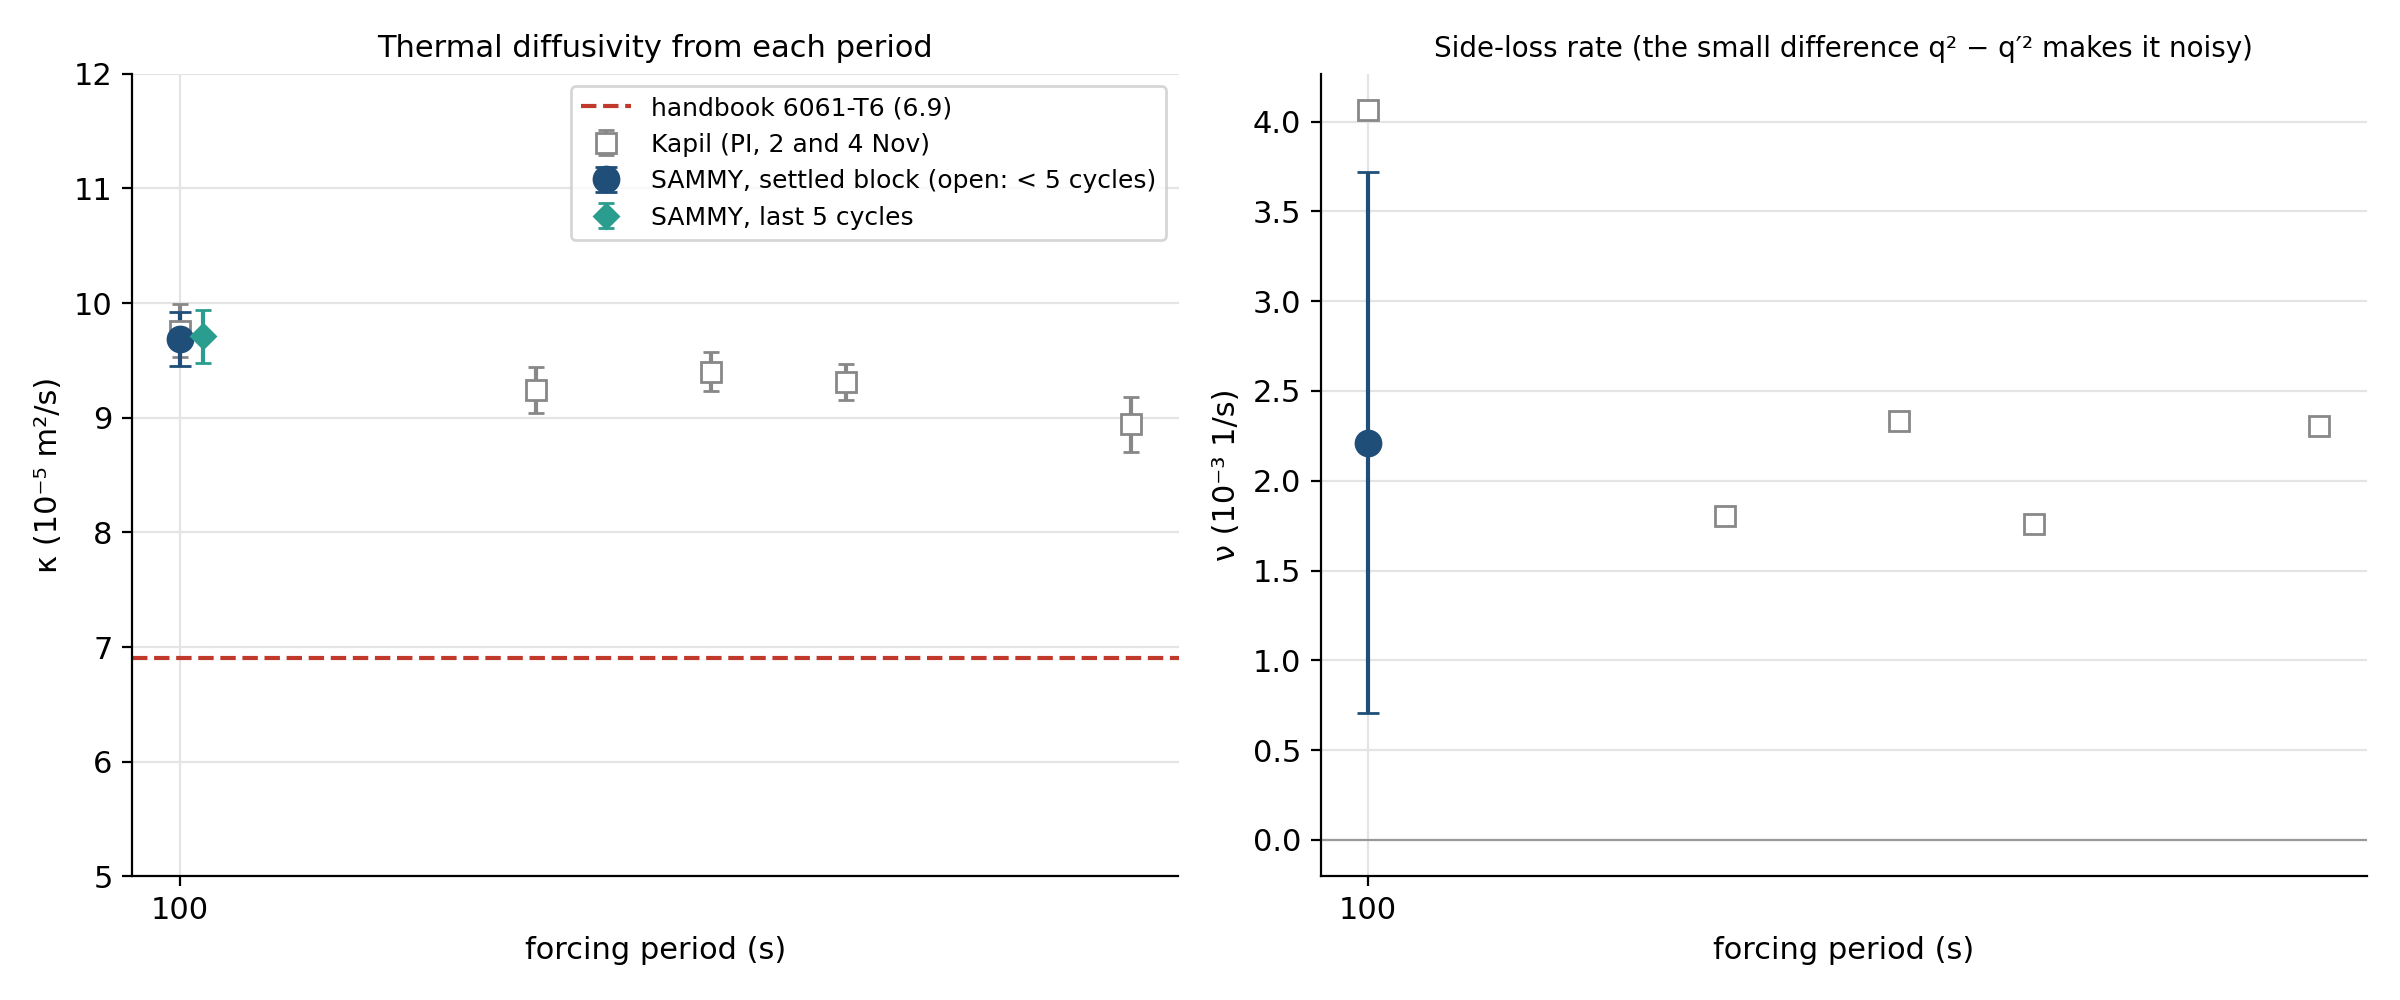 Thermal diffusivity from each period
12
11
10
9
8
7
6
5
κ (10⁻⁵ m²/s)
handbook 6061-T6 (6.9)
Kapil (PI, 2 and 4 Nov)
SAMMY, settled block (open: < 5 cycles)
SAMMY, last 5 cycles
100
forcing period (s)
Side-loss rate (the small difference q² − q′² makes it noisy)
4.0
3.5
3.0
2.5
2.0
1.5
1.0
0.5
0.0
ν (10⁻³ 1/s)
100
forcing period (s)